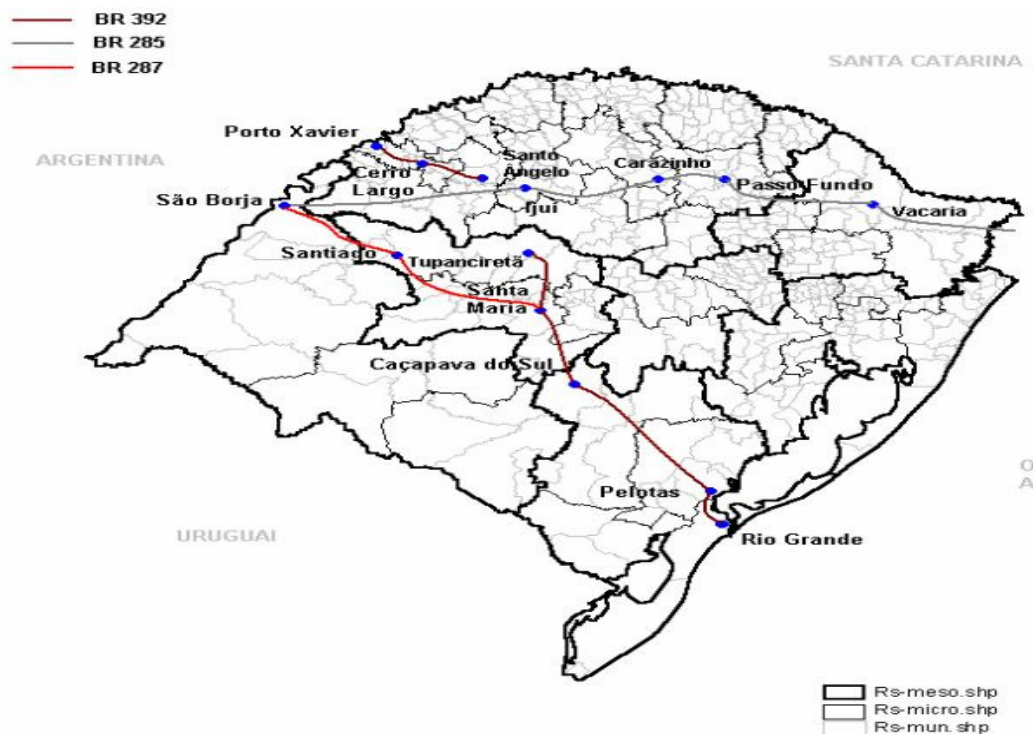 BR 392
BR 285
BR 287
SANTA CATARINA
Porto Xavier
ARGENTINA
Cerro
Largo
Santo
Ângelo
Carazinho
São Borja
Ijuí
Passo Fundo
Vacaria
Santiago
Tupanciretã
Santa
Maria
Caçapava do Sul
O
A
Pelotas
URUGUAI
Rio Grande
Rs-meso.shp
Rs-micro.shp
Rs-mun.shp